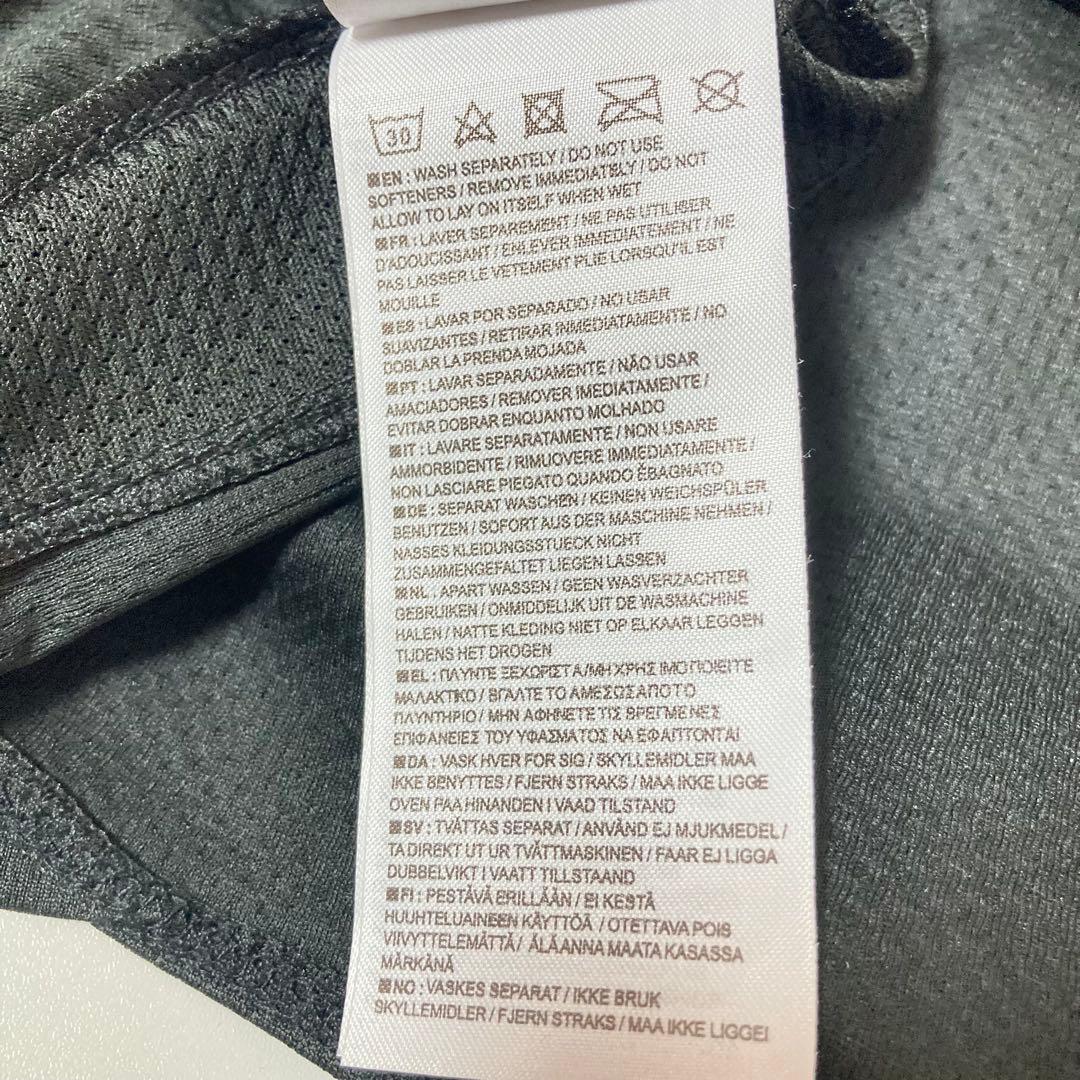 30
EN : WASH SEPARATELY / DO NOT USE
SOFTENERS / REMOVE IMMEDIATELY / DO NOT
ALLOW TO LAY ON ITSELF WHEN WET
FR : LAVER SEPAREMENT / NE PAS UTILISER
D'ADOUCISSANT / ENLEVER IMMEDIATEMENT / NE
PAS LAISSER LE VETEMENT PLIE LORSQU'IL EST
MOUILLE
ES : LAVAR POR SEPARADO / NO USAR
SUAVIZANTES / RETIRAR INMEDIATAMENTE / NO
DOBLAR LA PRENDA MOJADA
PT : LAVAR SEPARADAMENTE / NÃO USAR
AMACIADORES / REMOVER IMEDIATAMENTE /
EVITAR DOBRAR ENQUANTO MOLHADO
IT : LAVARE SEPARATAMENTE / NON USARE
AMMORBIDENTE / RIMUOVERE IMMEDIATAMENTE /
NON LASCIARE PIEGATO QUANDO ÈBAGNATO
DE : SEPARAT WASCHEN / KEINEN WEICHSPÜLER
BENUTZEN / SOFORT AUS DER MASCHINE NEHMEN /
NASSES KLEIDUNGSSTUECK NICHT
ZUSAMMENGEFALTET LIEGEN LASSEN
NL : APART WASSEN / GEEN WASVERZACHTER
GEBRUIKEN / ONMIDDELIJK UIT DE WASMACHINE
HALEN / NATTE KLEDING NIET OP ELKAAR LEGGEN
TIJDENS HET DROGEN
EL : ΠΛΥΝΤΕ ΞΕΧΩΡΙΣΤΑ/ΜΗ ΧΡΗΣΙΜΟΠΟΙΕΙΤΕ
ΜΑΛΑΚΤΙΚΟ / ΒΓΑΛΤΕ ΤΟ ΑΜΕΣΩΣΑΠΟ ΤΟ
ΠΛΥΝΤΗΡΙΟ / ΜΗΝ ΑΦΗΝΕΤΕ ΤΙΣ ΒΡΕΓΜΕΝΕΣ
ΕΠΙΦΑΝΕΙΕΣ ΤΟΥ ΥΦΑΣΜΑΤΟΣ ΝΑ ΕΦΑΠΤΟΝΤΑΙ
DA : VASK HVER FOR SIG / SKYLLEMIDLER MAA
IKKE BENYTTES / FJERN STRAKS / MAA IKKE LIGGE
OVEN PAA HINANDEN I VAAD TILSTAND
SV : TVÄTTAS SEPARAT / ANVÄND EJ MJUKMEDEL /
TA DIREKT UT UR TVÄTTMASKINEN / FAAR EJ LIGGA
DUBBELVIKT I VAATT TILLSTAAND
FI : PESTÄVÄ ERILLÄÄN / EI KESTÄ
HUUHTELUAINEEN KÄYTTÖÄ / OTETTAVA POIS
VIIVYTTELEMÄTTÄ / ÄLÄANNA MAATA KASASSA
MÄRKÄNÄ
NO : VASKES SEPARAT / IKKE BRUK
SKYLLEMIDLER / FJERN STRAKS / MAA IKKE LIGGEI